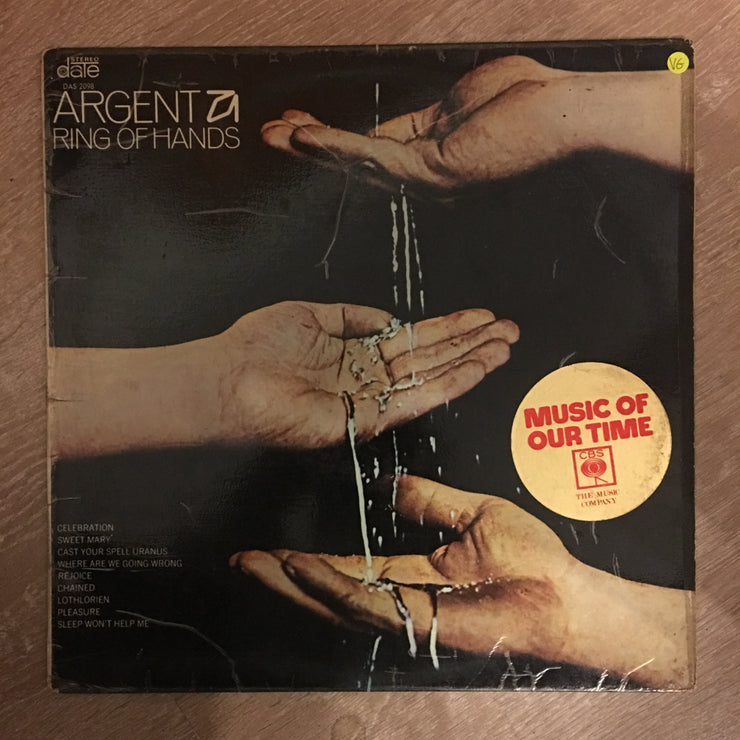 STEREO
date
DAS 2098
ARGENT
RING OF HANDS
VG
MUSIC OF
OUR TIME
CBS
THE MUSIC
COMPANY
CELEBRATION
SWEET MARY
CAST YOUR SPELL URANUS
WHERE ARE WE GOING WRONG
REJOICE
CHAINED
LOTHLORIEN
PLEASURE
SLEEP WON'T HELP ME